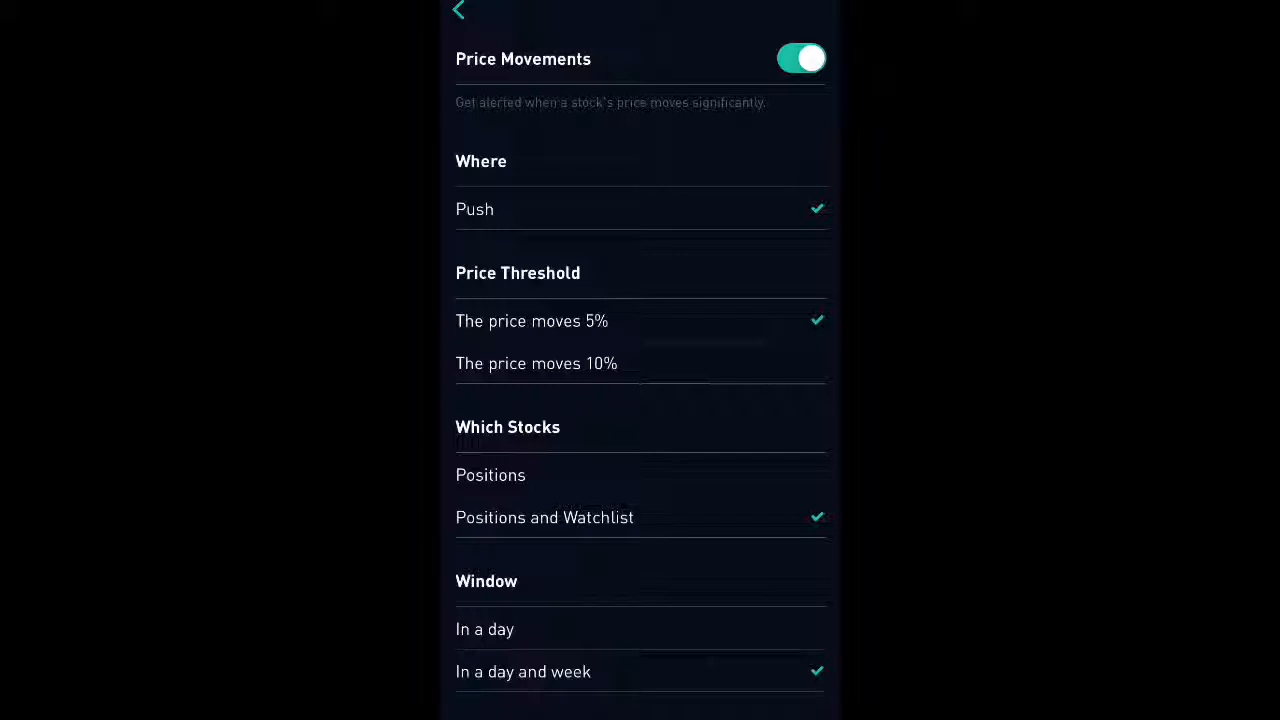 Price Movements
Get alerted when a stock's price moves significantly.
Where
Push
Price Threshold
The price moves 5%
The price moves 10%
Which Stocks
Positions
Positions and Watchlist
Window
In a day
In a day and week